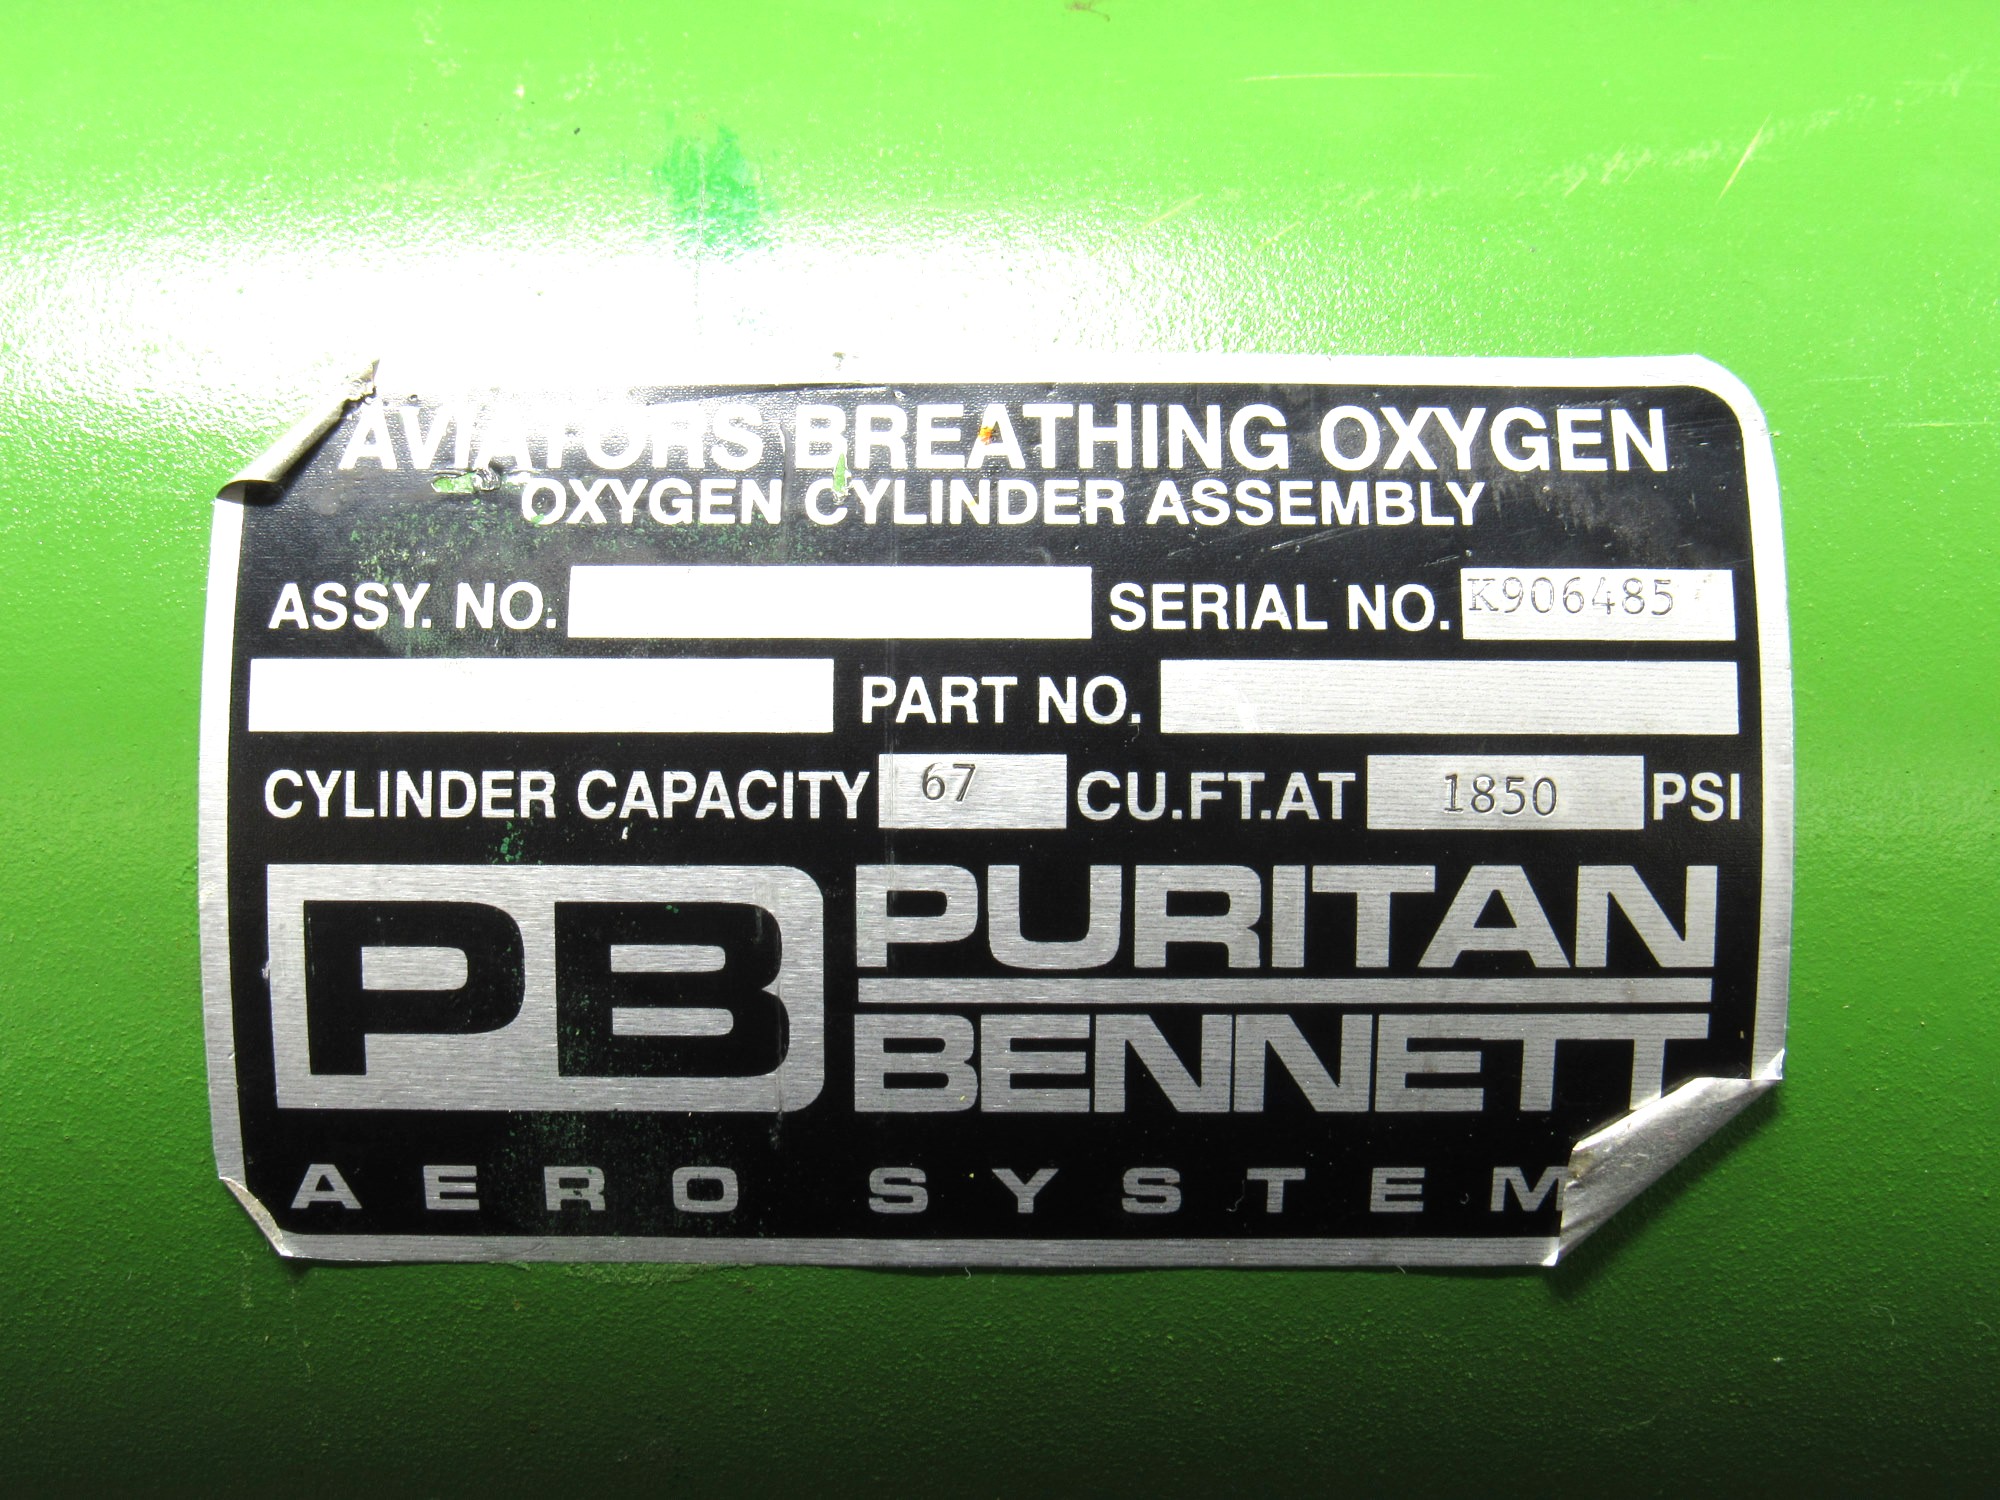 AVIATORS BREATHING OXYGEN
OXYGEN CYLINDER ASSEMBLY
ASSY. NO. SERIAL NO. K906485
PART NO.
CYLINDER CAPACITY 67 CU.FT.AT 1850 PSI
PB PURITAN
BENNETT
AERO SYSTEM